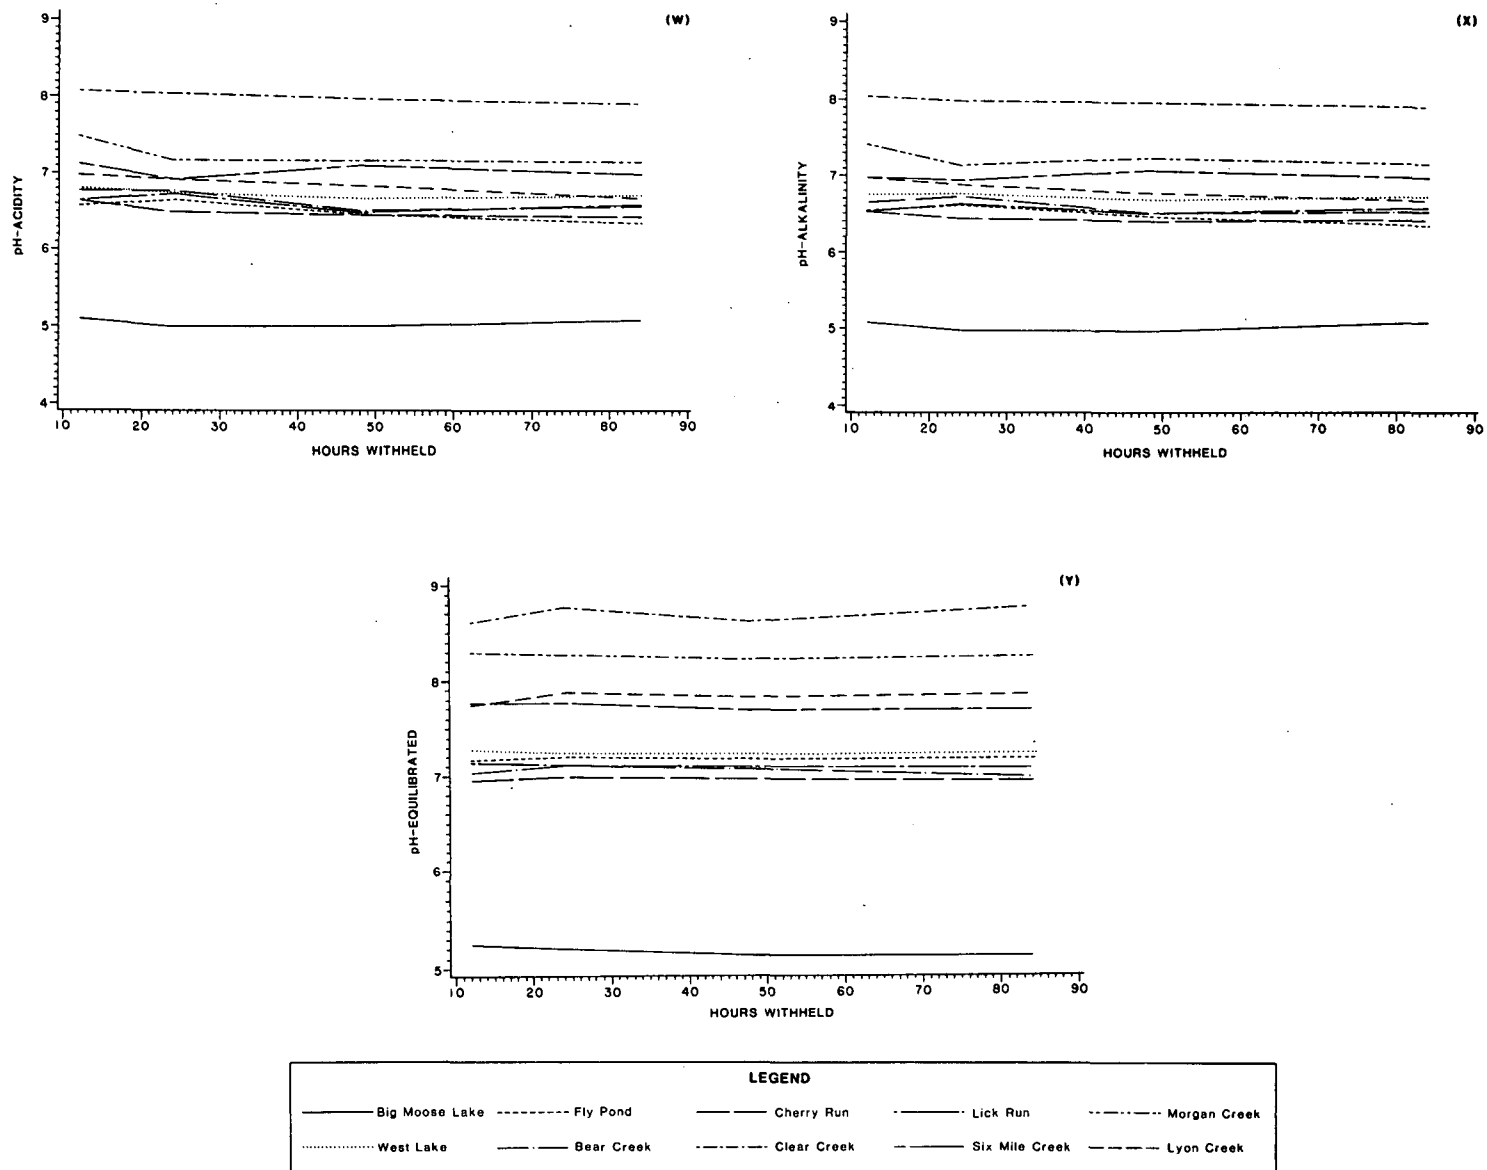 (W)
9
8
7
6
5
4
pH-ACIDITY
10 20 30 40 50 60 70 80 90
HOURS WITHHELD
(X)
9
8
7
6
5
4
pH-ALKALINITY
10 20 30 40 50 60 70 80 90
HOURS WITHHELD
(Y)
9
8
7
6
5
pH-EQUILIBRATED
10 20 30 40 50 60 70 80 90
HOURS WITHHELD
LEGEND
Big Moose Lake Fly Pond Cherry Run Lick Run Morgan Creek
West Lake Bear Creek Clear Creek Six Mile Creek Lyon Creek